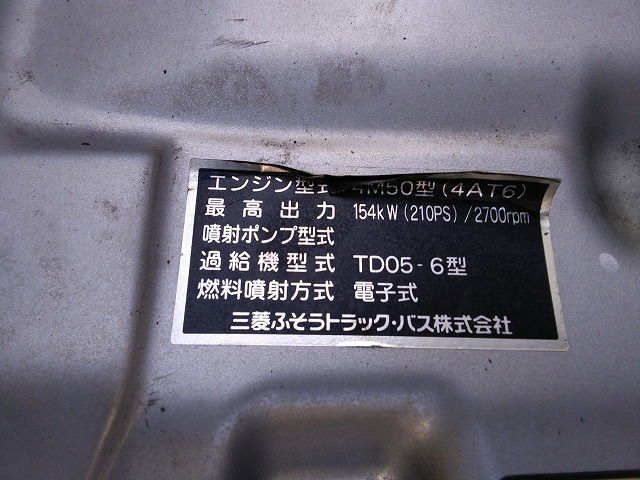 エンジン型式 4M50型(4AT6)
最高出力 154kW(210PS)/2700rpm
噴射ポンプ型式
過給機型式 TD05-6型
燃料噴射方式 電子式
三菱ふそうトラック・バス株式会社